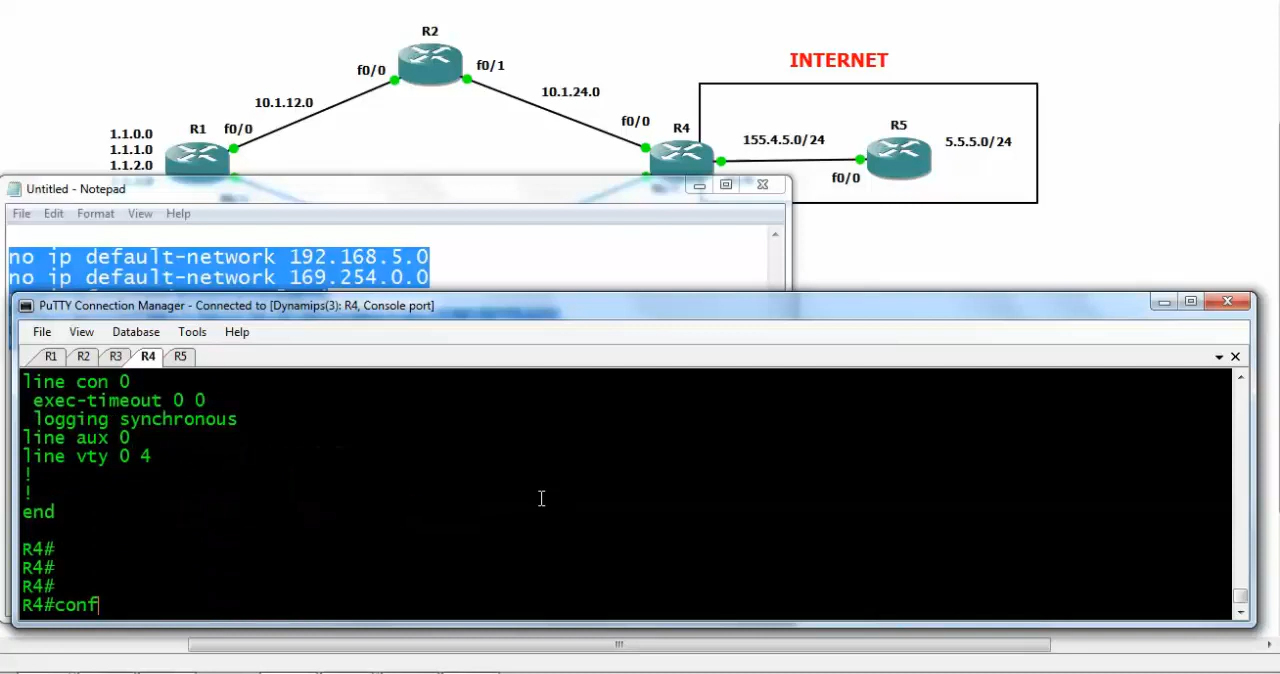 R2
INTERNET
f0/0
f0/1
10.1.24.0
10.1.12.0
f0/0
1.1.0.0
R1
f0/0
R4
155.4.5.0/24
R5
5.5.5.0/24
1.1.1.0
1.1.2.0
f0/0
Untitled - Notepad
File Edit Format View Help
no ip default-network 192.168.5.0
no ip default-network 169.254.0.0
PuTTY Connection Manager - Connected to [Dynamips(3): R4, Console port]
File View Database Tools Help
R1 R2 R3 R4 R5
line con 0
exec-timeout 0 0
logging synchronous
line aux 0
line vty 0 4
!
!
end
R4#
R4#
R4#
R4#conf